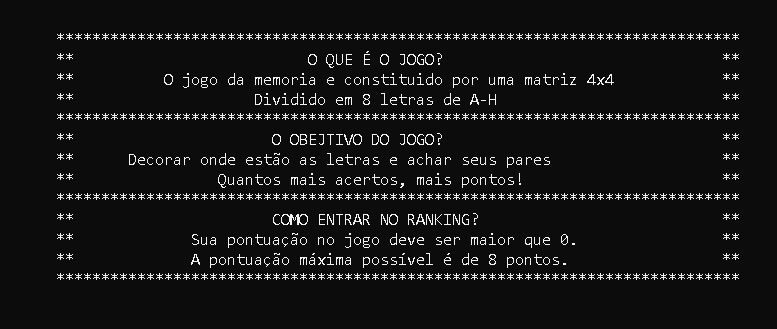 ****************************************************************************
** O QUE É O JOGO? **
** O jogo da memoria e constituido por uma matriz 4x4 **
** Dividido em 8 letras de A-H **
****************************************************************************
** O OBEJTIVO DO JOGO? **
** Decorar onde estão as letras e achar seus pares **
** Quantos mais acertos, mais pontos! **
****************************************************************************
** COMO ENTRAR NO RANKING? **
** Sua pontuação no jogo deve ser maior que 0. **
** A pontuação máxima possível é de 8 pontos. **
****************************************************************************